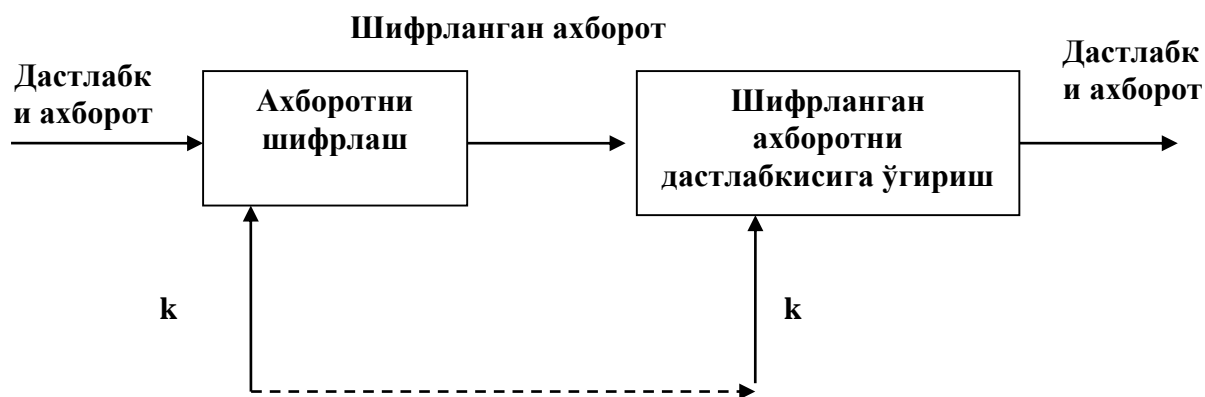 Шифрланган ахборот
Дастлабк
и ахборот
Ахборотни
шифрлаш
Шифрланган
ахборотни
дастлабкисига ўгириш
Дастлабк
и ахборот
k
k